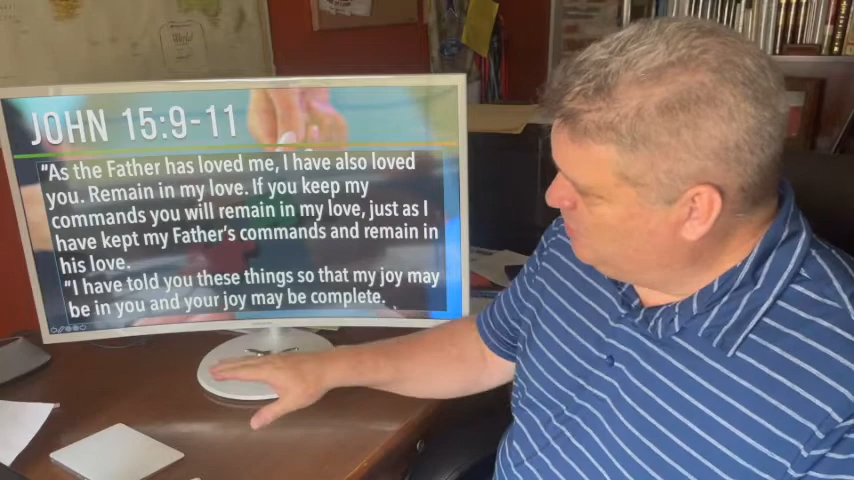 JOHN 15:9-11
"As the Father has loved me, I have also loved
you. Remain in my love. If you keep my
commands you will remain in my love, just as I
have kept my Father's commands and remain in
his love.
"I have told you these things so that my joy may
be in you and your joy may be complete.